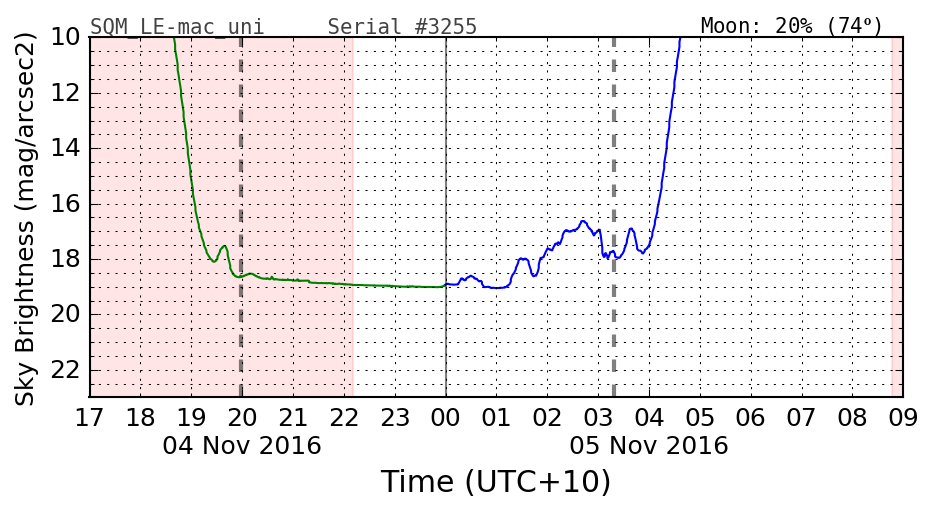 SQM_LE-mac_uni Serial #3255 Moon: 20% (74°)
Sky Brightness (mag/arcsec2)
10
12
14
16
18
20
22
17 18 19 20 21 22 23 00 01 02 03 04 05 06 07 08 09
04 Nov 2016 05 Nov 2016
Time (UTC+10)